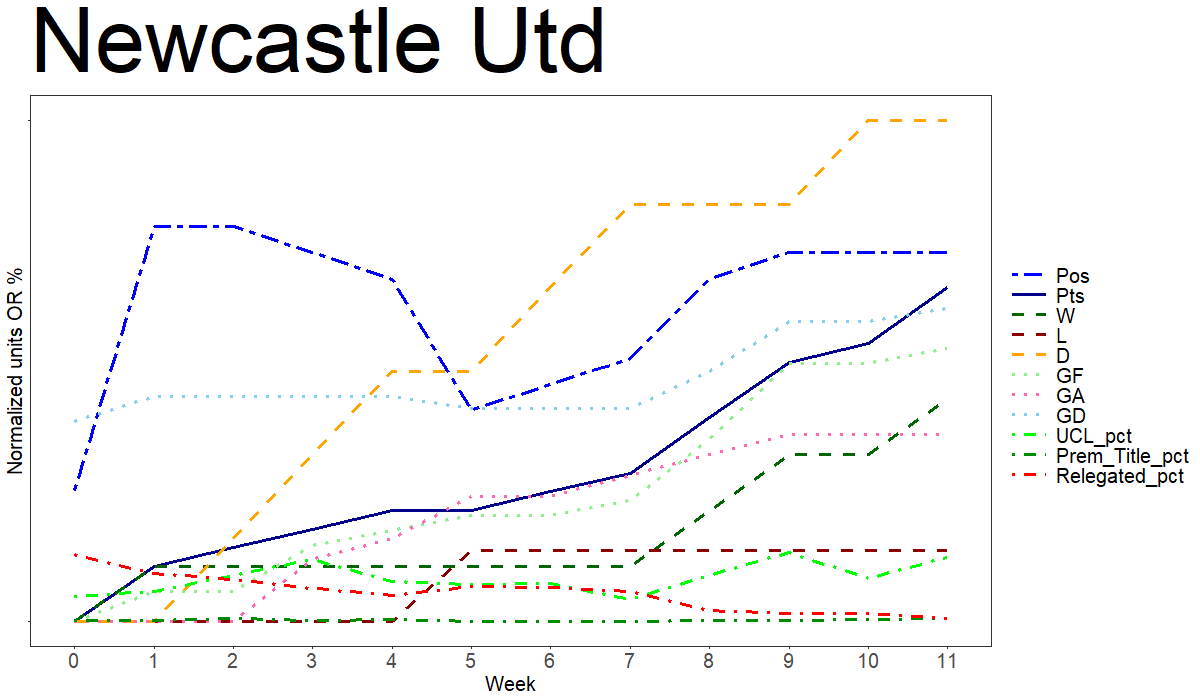 Newcastle Utd
Normalized units OR %
Pos
Pts
W
L
D
GF
GA
GD
UCL_pct
Prem_Title_pct
Relegated_pct
0 1 2 3 4 5 6 7 8 9 10 11
Week